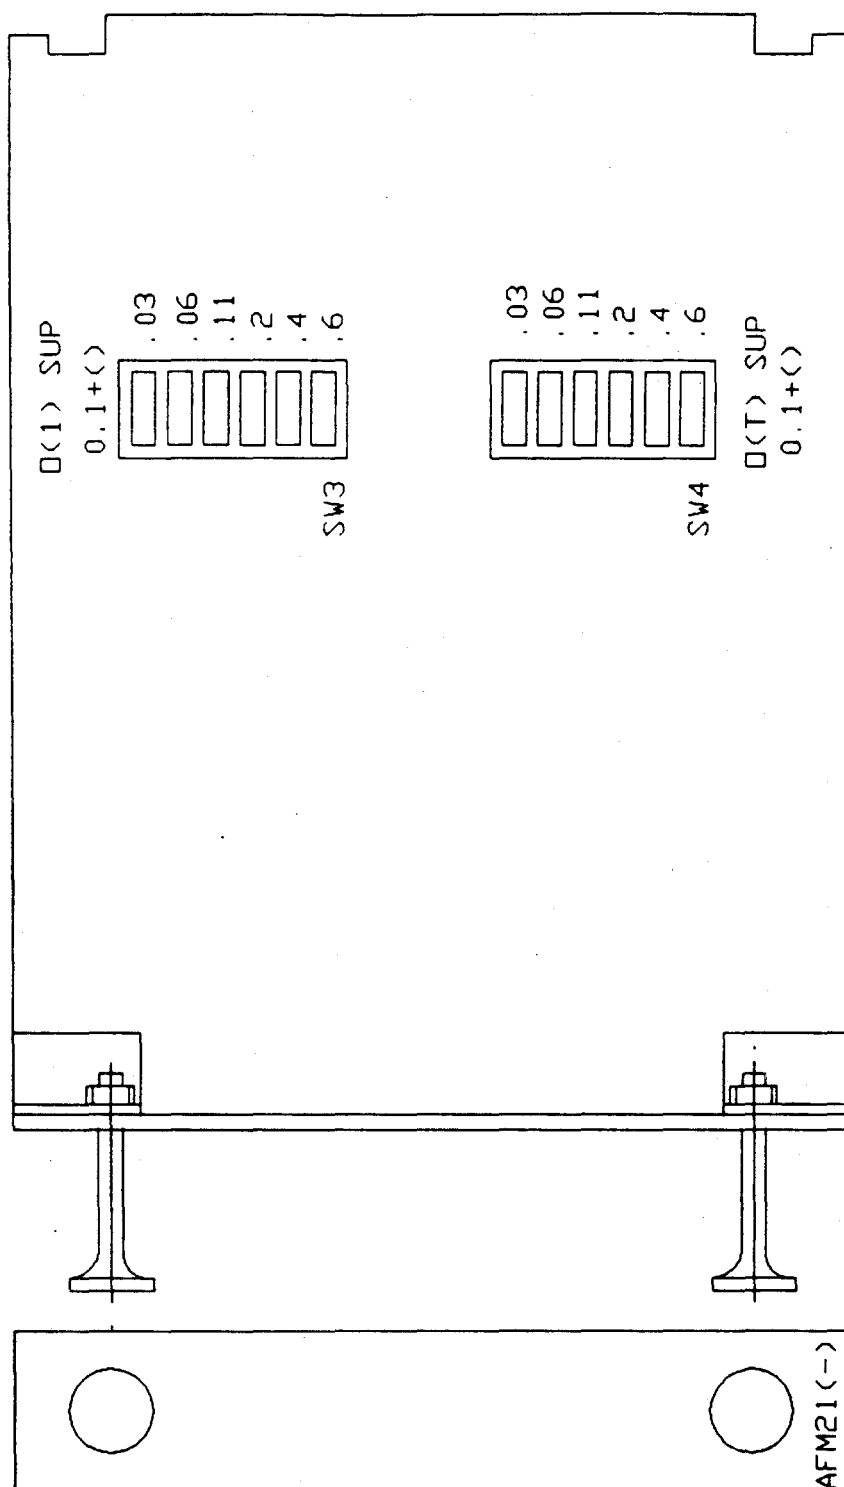 O(1) SUP
0.1+()
.03
.06
.11
.2
.4
.6
SW3
.03
.06
.11
.2
.4
.6
SW4
O(T) SUP
0.1+()
AFM21(-)